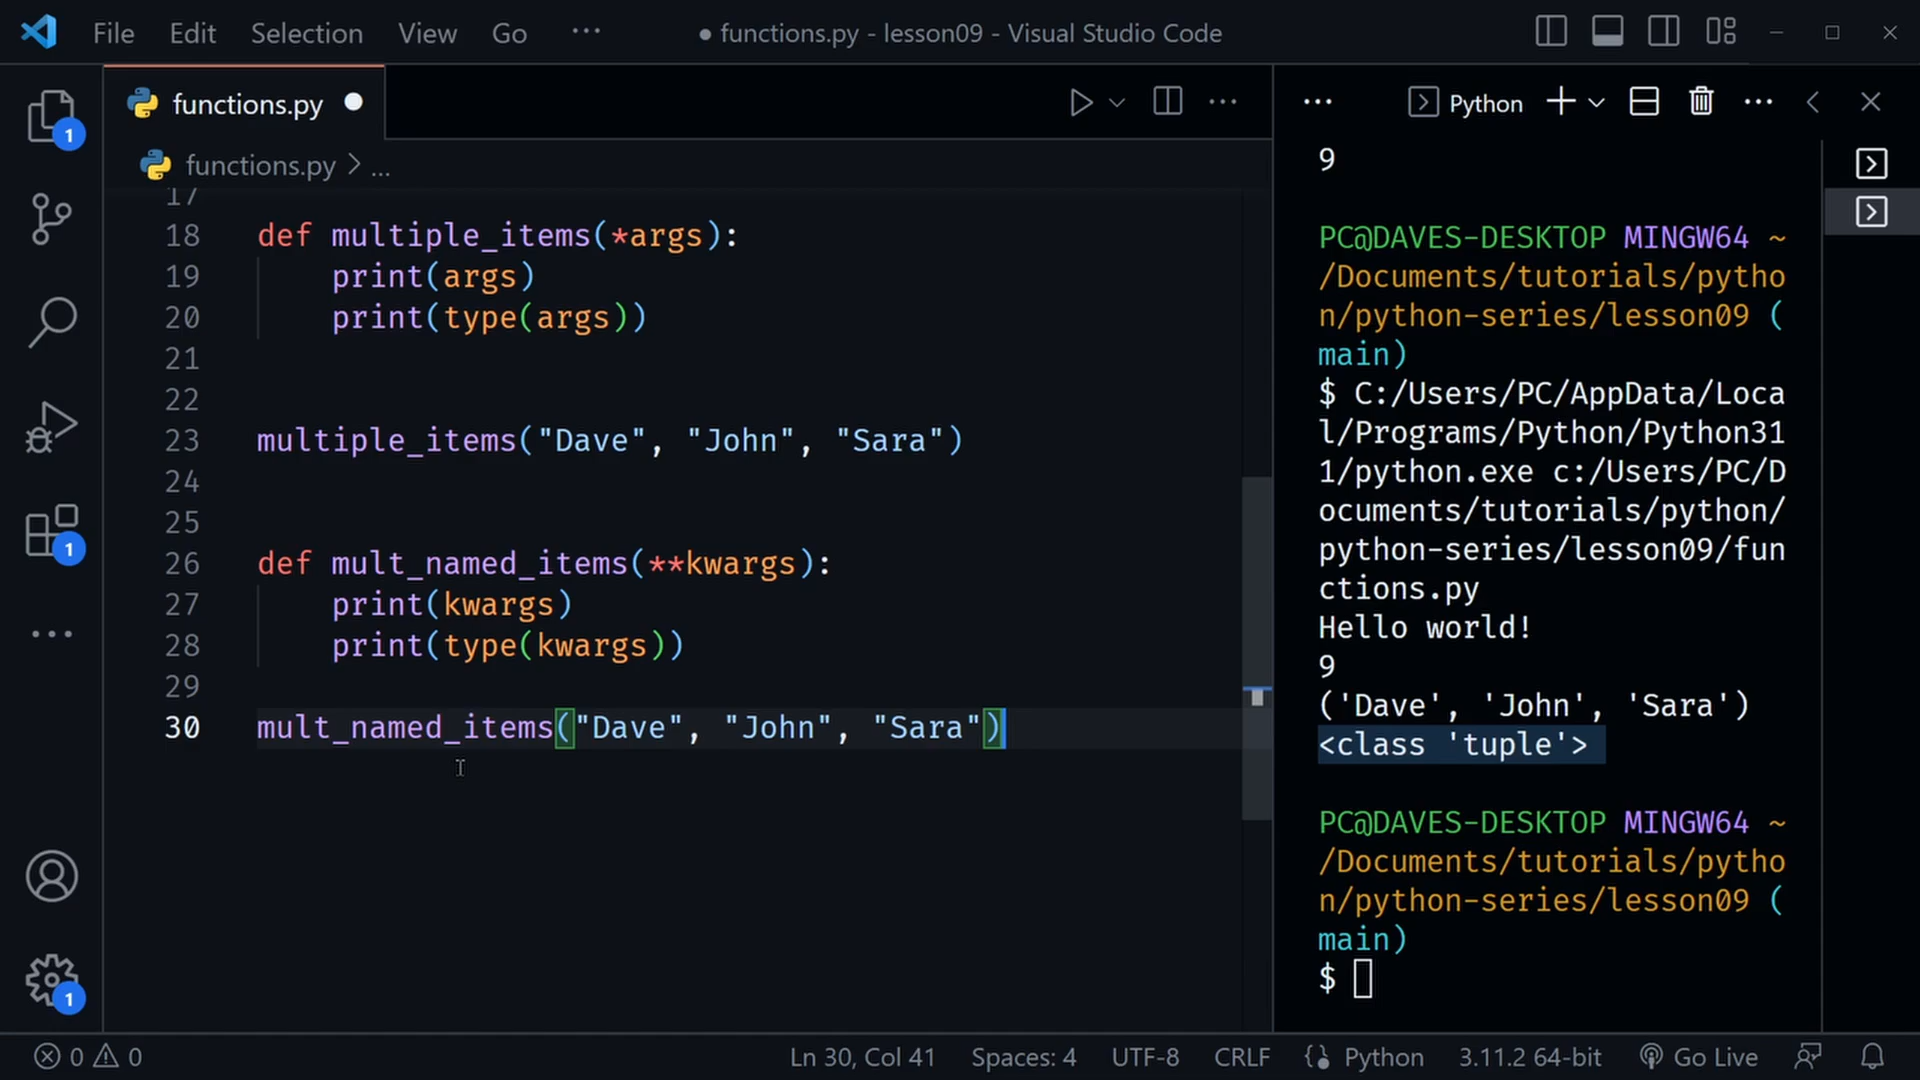 File Edit Selection View Go ···
● functions.py - lesson09 - Visual Studio Code
functions.py ●
functions.py > ...
17
18 def multiple_items(*args):
19     print(args)
20     print(type(args))
21
22
23 multiple_items("Dave", "John", "Sara")
24
25
26 def mult_named_items(**kwargs):
27     print(kwargs)
28     print(type(kwargs))
29
30 mult_named_items("Dave", "John", "Sara")
1
1
1
Python
9
PC@DAVES-DESKTOP MINGW64 ~
/Documents/tutorials/pytho
n/python-series/lesson09 (
main)
$ C:/Users/PC/AppData/Loca
l/Programs/Python/Python31
1/python.exe c:/Users/PC/D
ocuments/tutorials/python/
python-series/lesson09/fun
ctions.py
Hello world!
9
('Dave', 'John', 'Sara')
<class 'tuple'>
PC@DAVES-DESKTOP MINGW64 ~
/Documents/tutorials/pytho
n/python-series/lesson09 (
main)
$
0 0 Ln 30, Col 41 Spaces: 4 UTF-8 CRLF Python 3.11.2 64-bit Go Live